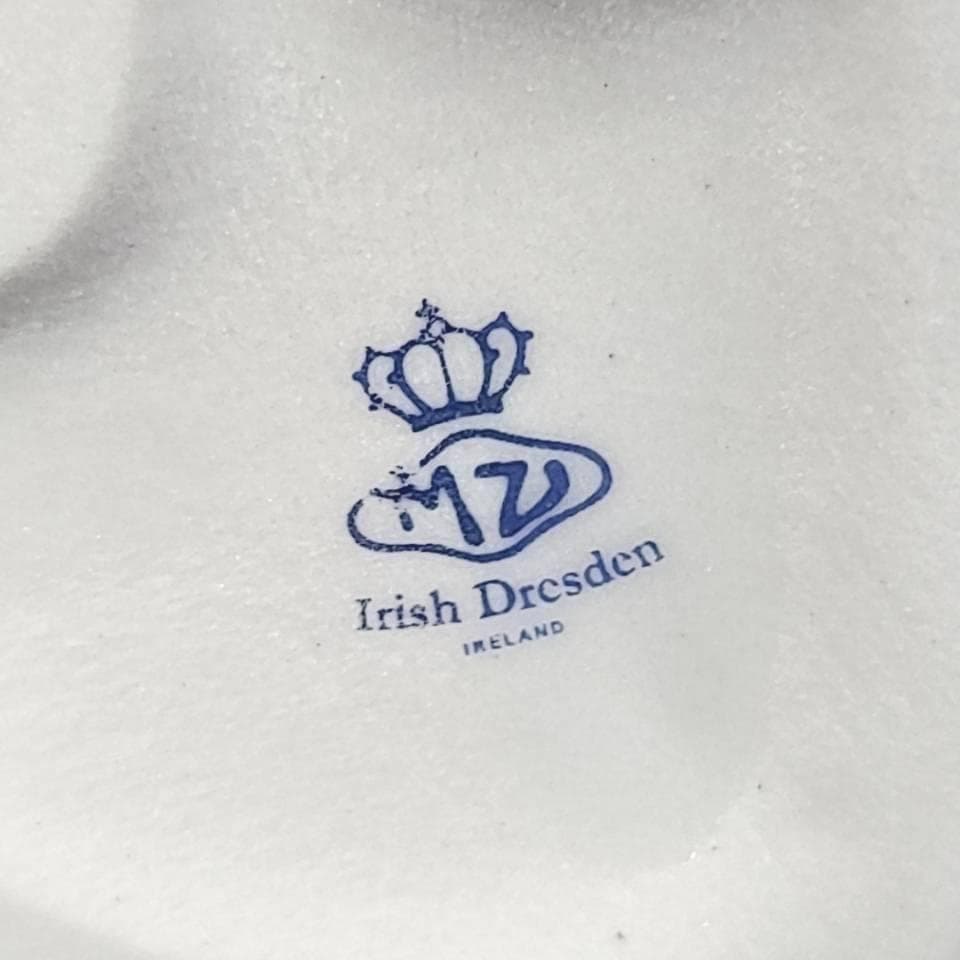 MZ
Irish Dresden
IRELAND